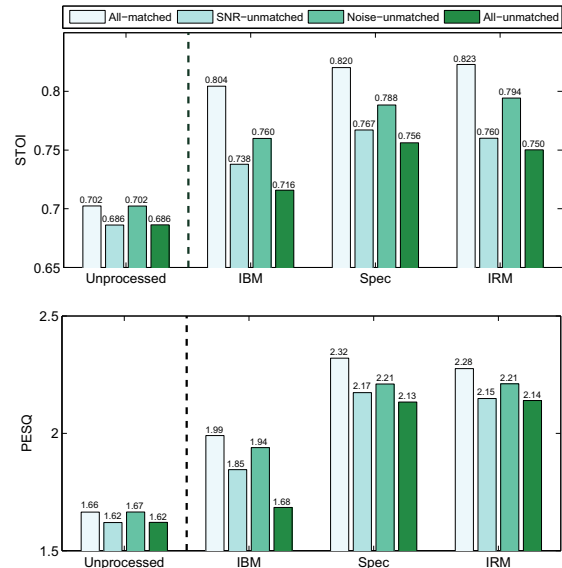 All−matched SNR−unmatched Noise−unmatched All−unmatched
STOI
0.8
0.75
0.7
0.65
0.702 0.686 0.702 0.686
0.804 0.738 0.760 0.716
0.820 0.767 0.788 0.756
0.823 0.760 0.794 0.750
Unprocessed IBM Spec IRM
PESQ
2.5
2
1.5
1.66 1.62 1.67 1.62
1.99 1.85 1.94 1.68
2.32 2.17 2.21 2.13
2.28 2.15 2.21 2.14
Unprocessed IBM Spec IRM